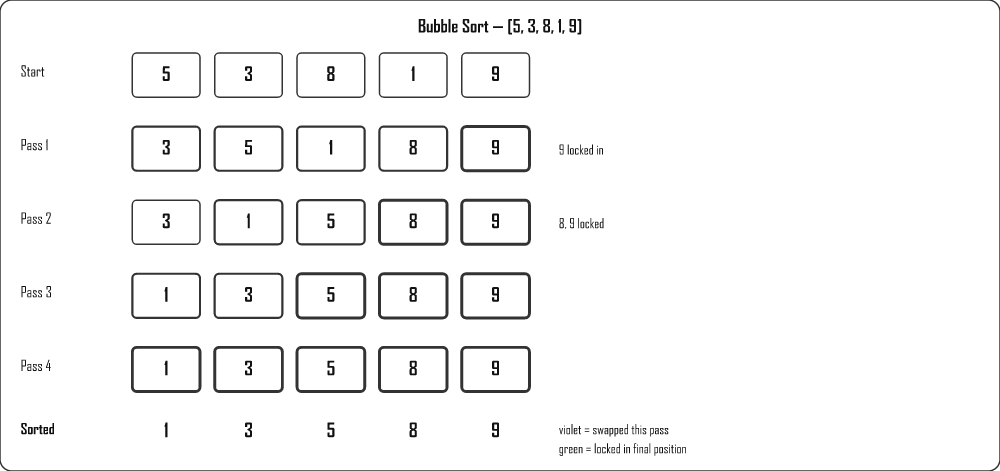 Bubble Sort — [5, 3, 8, 1, 9]
Start 5 3 8 1 9
Pass 1 3 5 1 8 9 9 locked in
Pass 2 3 1 5 8 9 8, 9 locked
Pass 3 1 3 5 8 9
Pass 4 1 3 5 8 9
Sorted 1 3 5 8 9 violet = swapped this pass
green = locked in final position